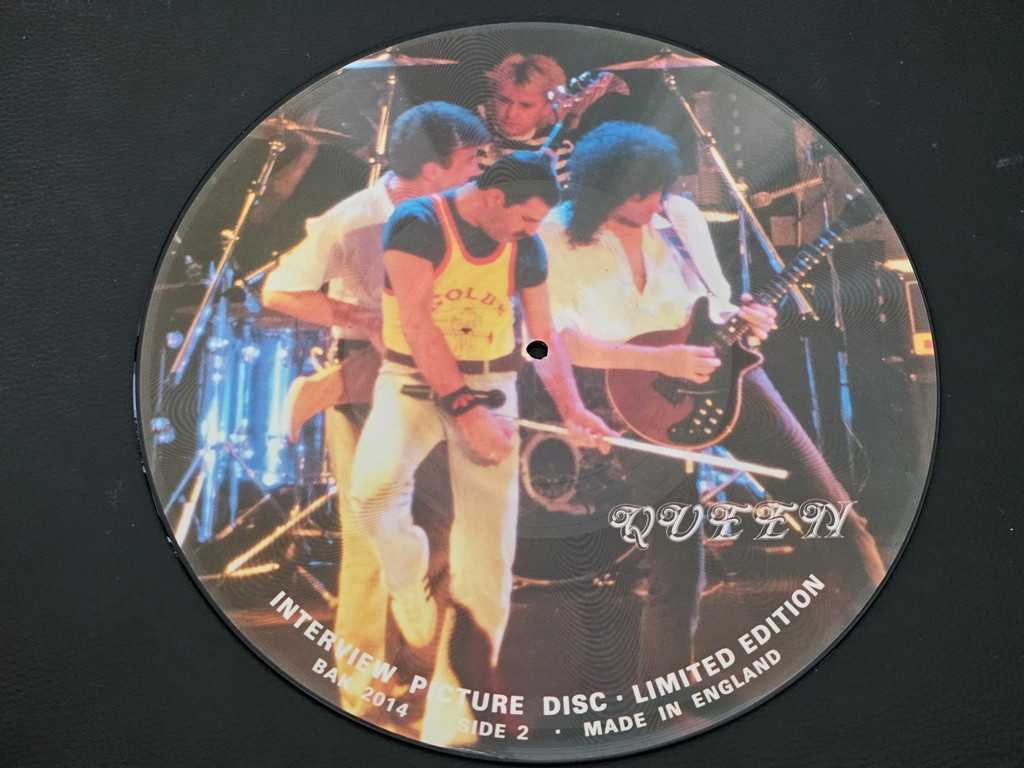 QUEEN
INTERVIEW PICTURE DISC · LIMITED EDITION
BAK 2014 SIDE 2 · MADE IN ENGLAND